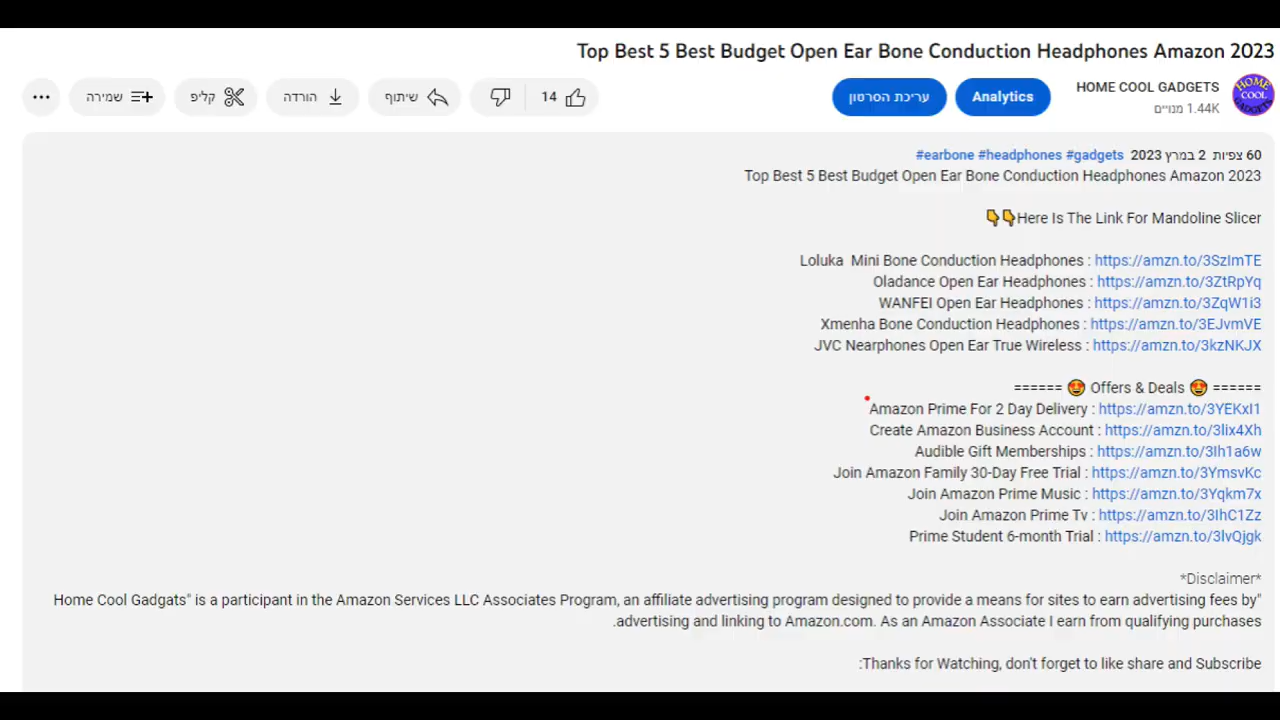 Top Best 5 Best Budget Open Ear Bone Conduction Headphones Amazon 2023
HOME COOL GADGETS
HOME COOL GADGETS
1.44K מנויים
Analytics
עריכת הסרטון
14
שיתוף
הורדה
קליפ
שמירה
60 צפיות 2 במרץ 2023 #earbone #headphones #gadgets
Top Best 5 Best Budget Open Ear Bone Conduction Headphones Amazon 2023
👇👇Here Is The Link For Mandoline Slicer
Loluka Mini Bone Conduction Headphones : https://amzn.to/3SzImTE
Oladance Open Ear Headphones : https://amzn.to/3ZtRpYq
WANFEI Open Ear Headphones : https://amzn.to/3ZqW1i3
Xmenha Bone Conduction Headphones : https://amzn.to/3EJvmVE
JVC Nearphones Open Ear True Wireless : https://amzn.to/3kzNKJX
====== 🤩 Offers & Deals 🤩 ======
Amazon Prime For 2 Day Delivery : https://amzn.to/3YEKxI1
Create Amazon Business Account : https://amzn.to/3lix4Xh
Audible Gift Memberships : https://amzn.to/3Ih1a6w
Join Amazon Family 30-Day Free Trial : https://amzn.to/3YmsvKc
Join Amazon Prime Music : https://amzn.to/3Yqkm7x
Join Amazon Prime Tv : https://amzn.to/3IhC1Zz
Prime Student 6-month Trial : https://amzn.to/3lvQjgk
*Disclaimer*
Home Cool Gadgats" is a participant in the Amazon Services LLC Associates Program, an affiliate advertising program designed to provide a means for sites to earn advertising fees by"
.advertising and linking to Amazon.com. As an Amazon Associate I earn from qualifying purchases
:Thanks for Watching, don't forget to like share and Subscribe